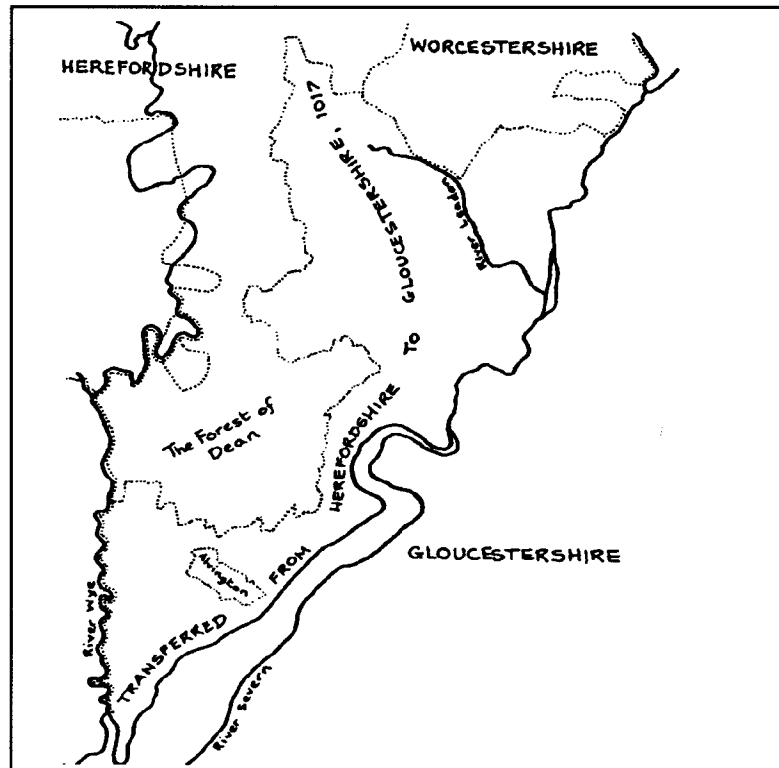 HEREFORDSHIRE
WORCESTERSHIRE
TRANSFERRED FROM HEREFORDSHIRE TO GLOUCESTERSHIRE, 1017
River Leadon
The Forest of
Dean
Alvington
GLOUCESTERSHIRE
River Wye
River Severn